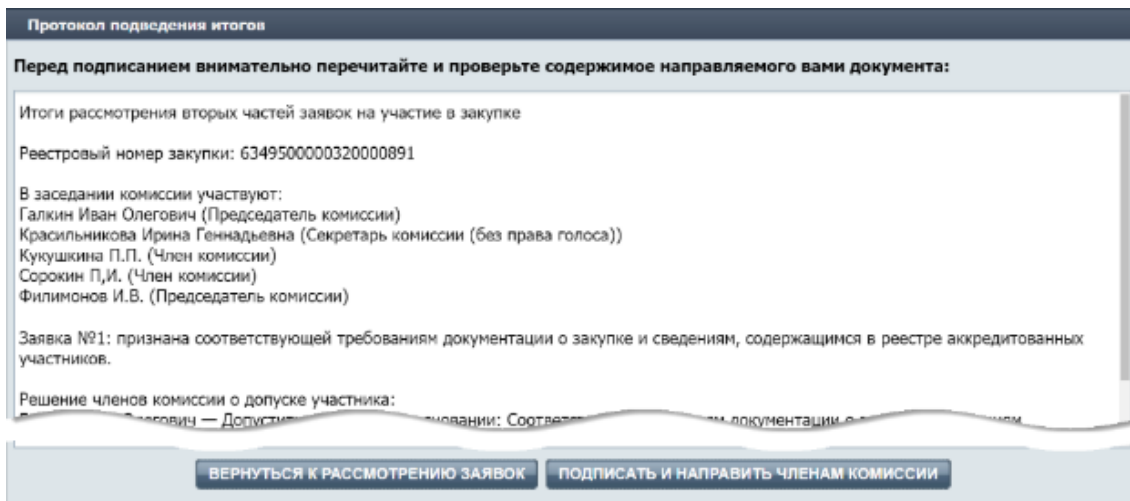 Протокол подведения итогов
Перед подписанием внимательно перечитайте и проверьте содержимое направляемого вами документа:
Итоги рассмотрения вторых частей заявок на участие в закупке
Реестровый номер закупки: 6349500000320000891
В заседании комиссии участвуют:
Галкин Иван Олегович (Председатель комиссии)
Красильникова Ирина Геннадьевна (Секретарь комиссии (без права голоса))
Кукушкина П.П. (Член комиссии)
Сорокин П,И. (Член комиссии)
Филимонов И.В. (Председатель комиссии)
Заявка №1: признана соответствующей требованиям документации о закупке и сведениям, содержащимся в реестре аккредитованных
участников.
Решение членов комиссии о допуске участника:
документации о
ВЕРНУТЬСЯ К РАССМОТРЕНИЮ ЗАЯВОК
ПОДПИСАТЬ И НАПРАВИТЬ ЧЛЕНАМ КОМИССИИ